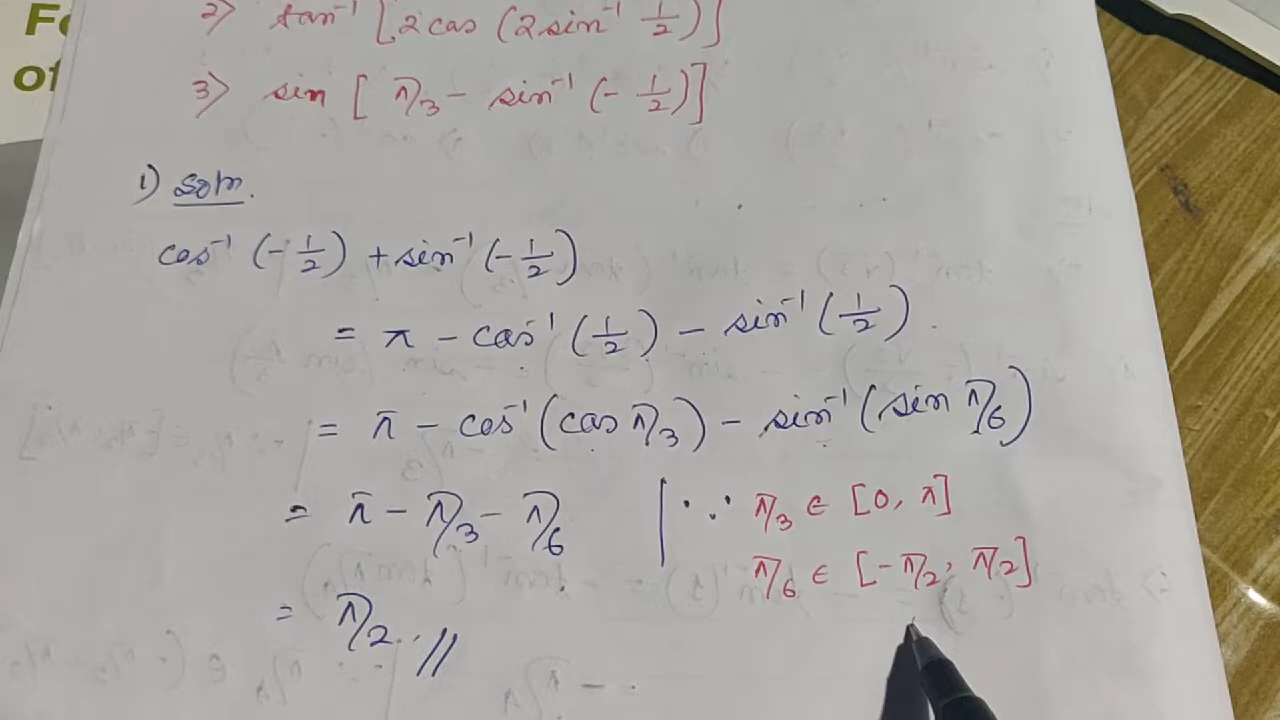 Fo
of
2) tan⁻¹ [2 cos (2 sin⁻¹ 1/2)]
3) sin [π/3 - sin⁻¹ (- 1/2)]
1) Soln.
cos⁻¹ (- 1/2) + sin⁻¹ (- 1/2)
= π - cos⁻¹ (1/2) - sin⁻¹ (1/2).
= π - cos⁻¹ (cos π/3) - sin⁻¹ (sin π/6)
= π - π/3 - π/6 | ∵ π/3 ∈ [0, π]
π/6 ∈ [-π/2, π/2]
= π/2 . //